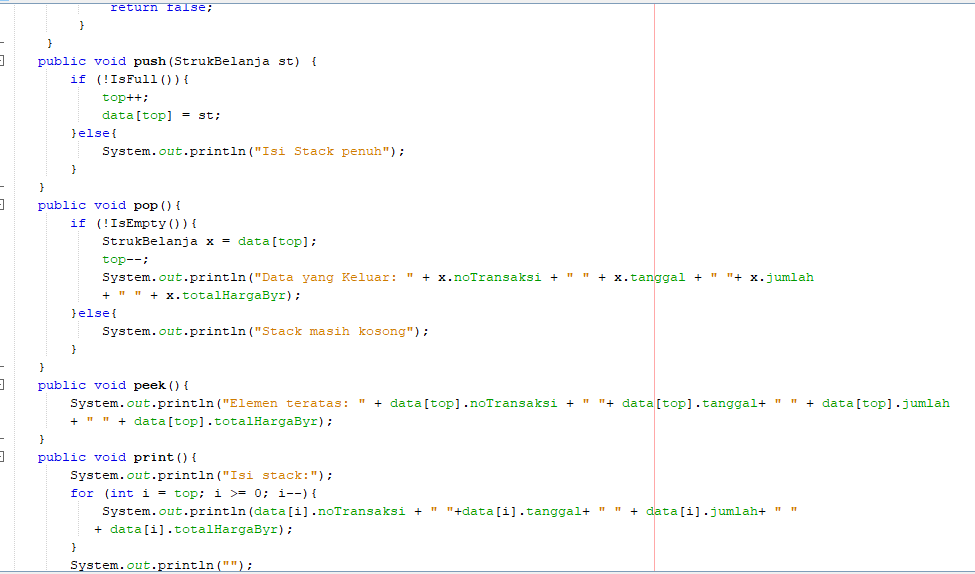 return false;
}
}
public void push(StrukBelanja st) {
if (!IsFull()){
top++;
data[top] = st;
}else{
System.out.println("Isi Stack penuh");
}
}
public void pop(){
if (!IsEmpty()){
StrukBelanja x = data[top];
top--;
System.out.println("Data yang Keluar: " + x.noTransaksi + " " + x.tanggal + " "+ x.jumlah
+ " " + x.totalHargaByr);
}else{
System.out.println("Stack masih kosong");
}
}
public void peek(){
System.out.println("Elemen teratas: " + data[top].noTransaksi + " "+ data[top].tanggal+ " " + data[top].jumlah
+ " " + data[top].totalHargaByr);
}
public void print(){
System.out.println("Isi stack:");
for (int i = top; i >= 0; i--){
System.out.println(data[i].noTransaksi + " "+data[i].tanggal+ " " + data[i].jumlah+ " "
+ data[i].totalHargaByr);
}
System.out.println("");